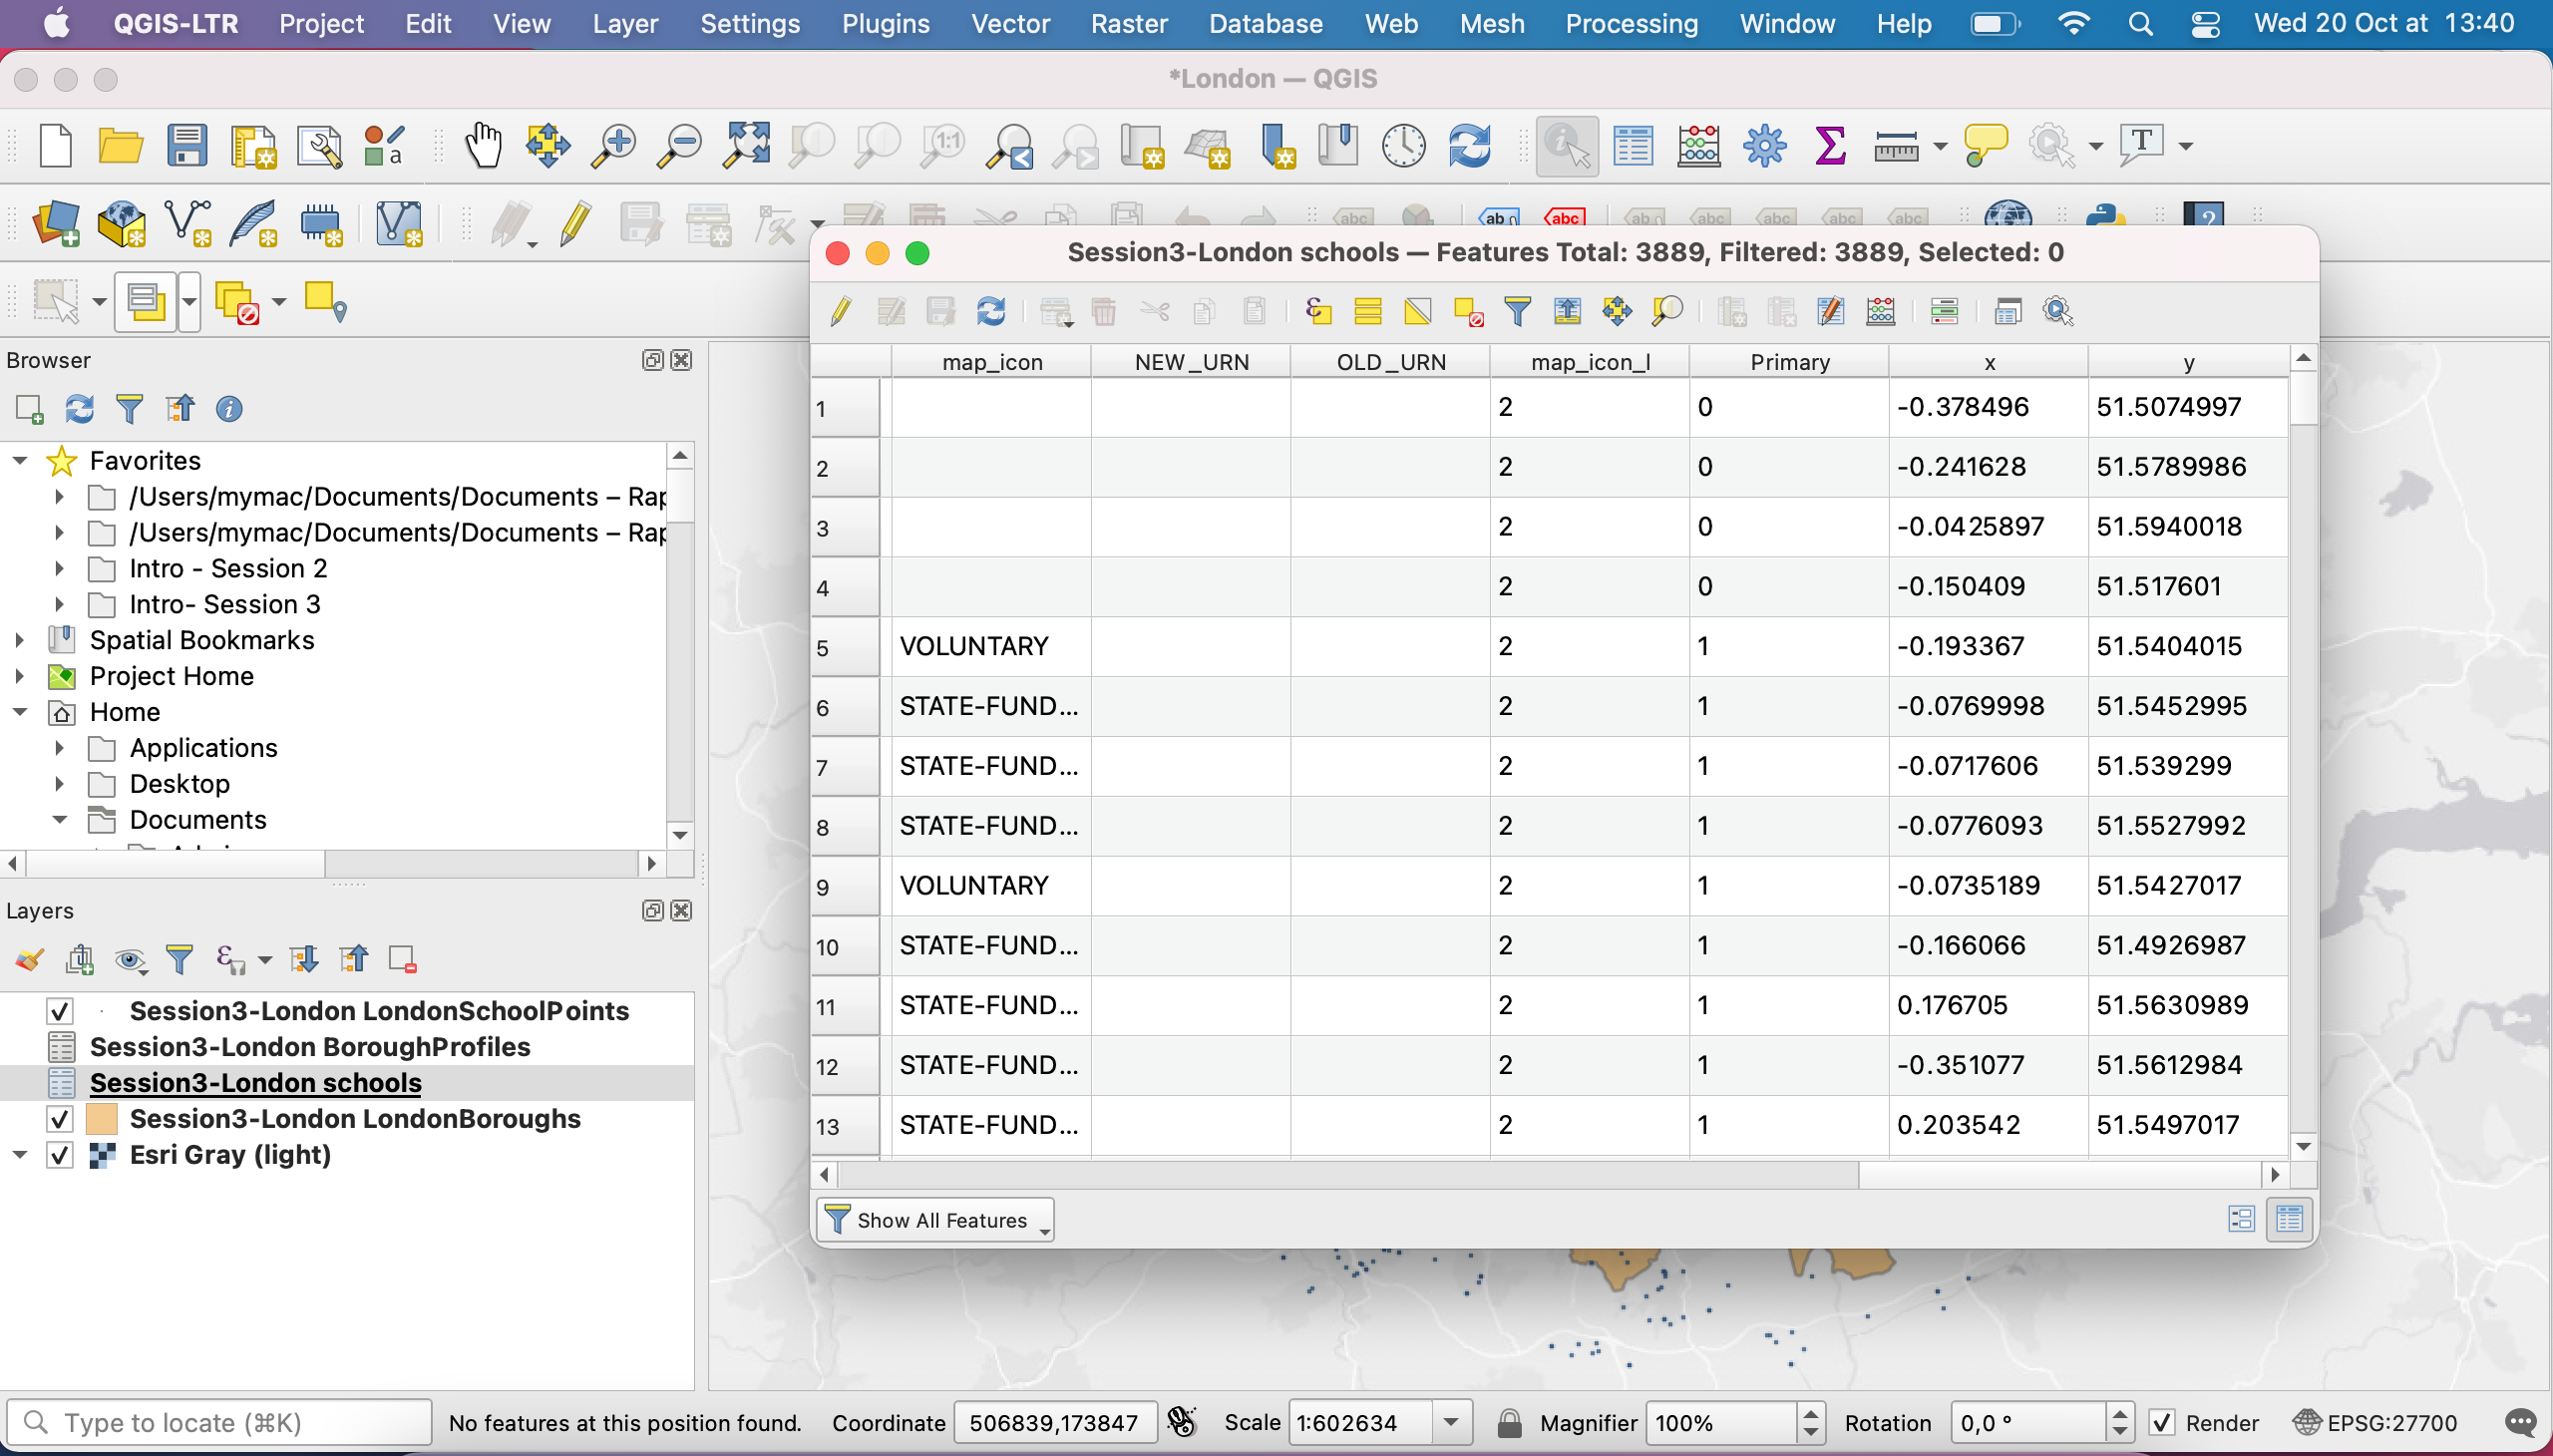 QGIS-LTR Project Edit View Layer Settings Plugins Vector Raster Database Web Mesh Processing Window Help Wed 20 Oct at 13:40
*London — QGIS
Session3-London schools — Features Total: 3889, Filtered: 3889, Selected: 0
Browser
Favorites
/Users/mymac/Documents/Documents – Rap
/Users/mymac/Documents/Documents – Rap
Intro - Session 2
Intro- Session 3
Spatial Bookmarks
Project Home
Home
Applications
Desktop
Documents
Layers
Session3-London LondonSchoolPoints
Session3-London BoroughProfiles
Session3-London schools
Session3-London LondonBoroughs
Esri Gray (light)
map_icon NEW_URN OLD_URN map_icon_l Primary x y
1 2 0 -0.378496 51.5074997
2 2 0 -0.241628 51.5789986
3 2 0 -0.0425897 51.5940018
4 2 0 -0.150409 51.517601
5 VOLUNTARY 2 1 -0.193367 51.5404015
6 STATE-FUND... 2 1 -0.0769998 51.5452995
7 STATE-FUND... 2 1 -0.0717606 51.539299
8 STATE-FUND... 2 1 -0.0776093 51.5527992
9 VOLUNTARY 2 1 -0.0735189 51.5427017
10 STATE-FUND... 2 1 -0.166066 51.4926987
11 STATE-FUND... 2 1 0.176705 51.5630989
12 STATE-FUND... 2 1 -0.351077 51.5612984
13 STATE-FUND... 2 1 0.203542 51.5497017
Show All Features
Type to locate (⌘K) No features at this position found. Coordinate 506839,173847 Scale 1:602634 Magnifier 100% Rotation 0,0 ° Render EPSG:27700